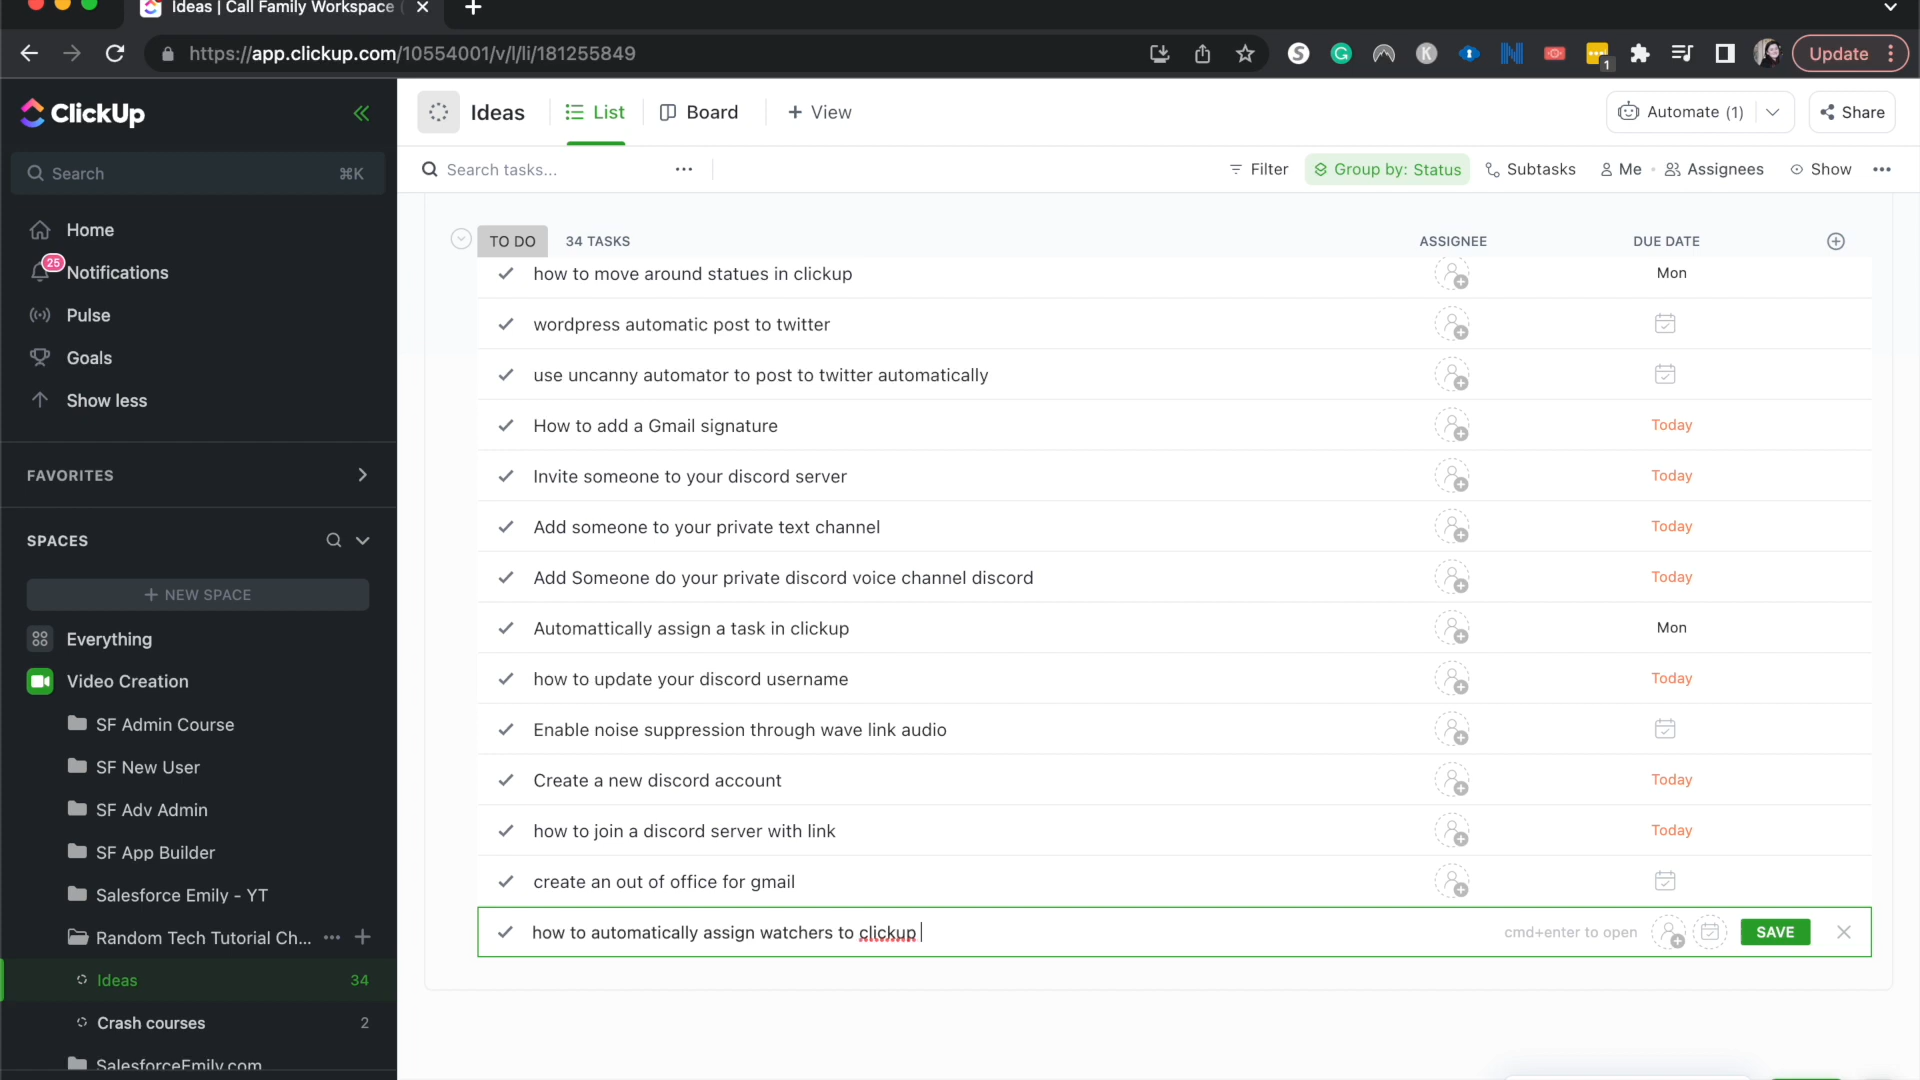 Ideas | Call Family Workspace (
https://app.clickup.com/10554001/v/l/li/181255849
S
G
K
N
1
Update
ClickUp
Ideas
List
Board
+ View
Automate (1)
Share
Search
⌘K
Search tasks...
...
Filter
Group by: Status
Subtasks
Me
Assignees
Show
...
Home
25
Notifications
Pulse
Goals
Show less
FAVORITES
SPACES
+ NEW SPACE
Everything
Video Creation
SF Admin Course
SF New User
SF Adv Admin
SF App Builder
Salesforce Emily - YT
Random Tech Tutorial Ch... ... +
Ideas 34
Crash courses 2
SalesforceEmily.com
TO DO 34 TASKS ASSIGNEE DUE DATE
how to move around statues in clickup Mon
wordpress automatic post to twitter
use uncanny automator to post to twitter automatically
How to add a Gmail signature Today
Invite someone to your discord server Today
Add someone to your private text channel Today
Add Someone do your private discord voice channel discord Today
Automattically assign a task in clickup Mon
how to update your discord username Today
Enable noise suppression through wave link audio
Create a new discord account Today
how to join a discord server with link Today
create an out of office for gmail
how to automatically assign watchers to clickup cmd+enter to open SAVE